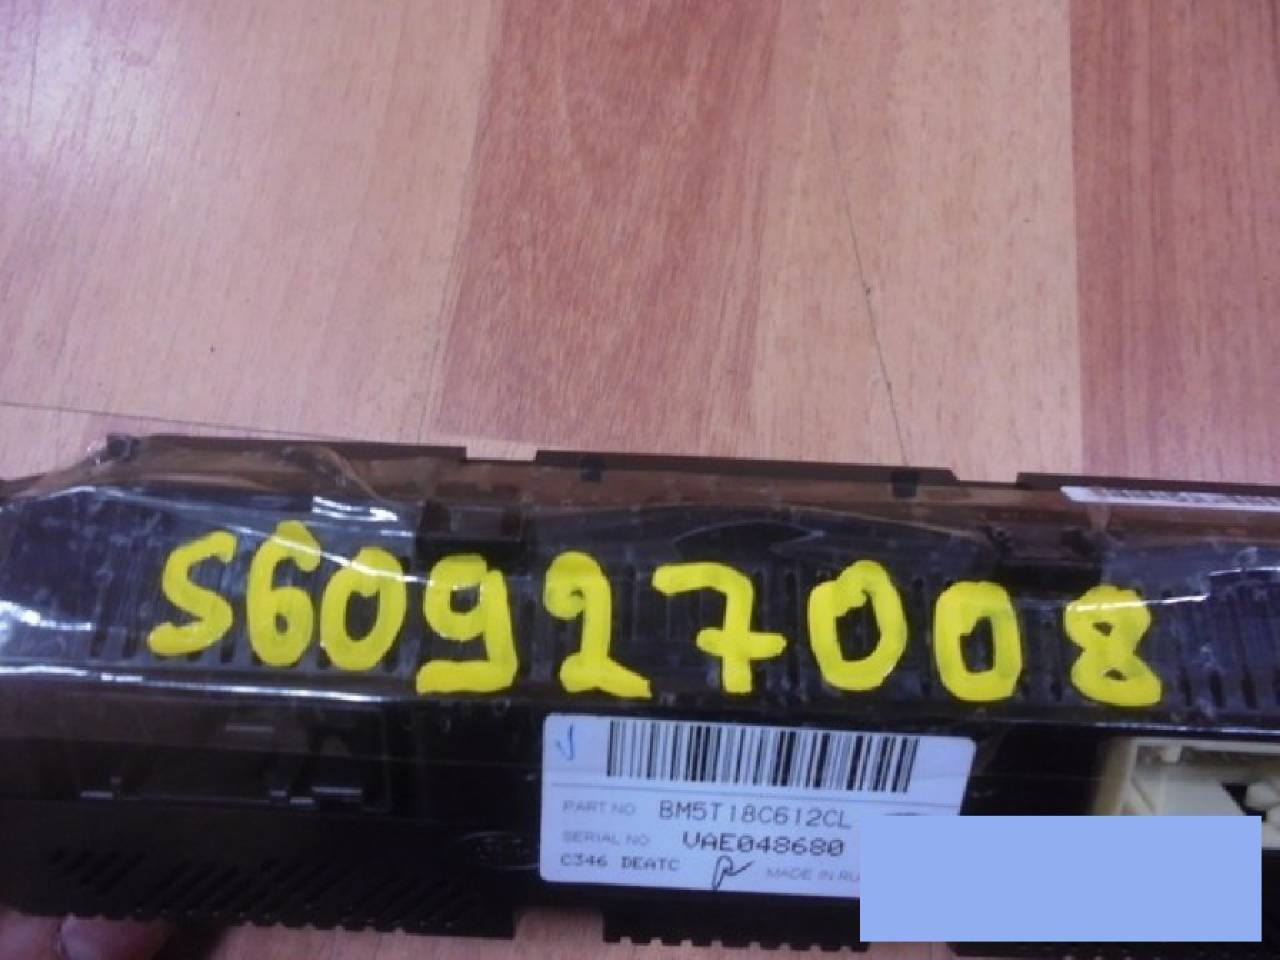 S60927008
PART NO BM5T18C612CL
SERIAL NO VAE048680
C346 DEATC MADE IN RU